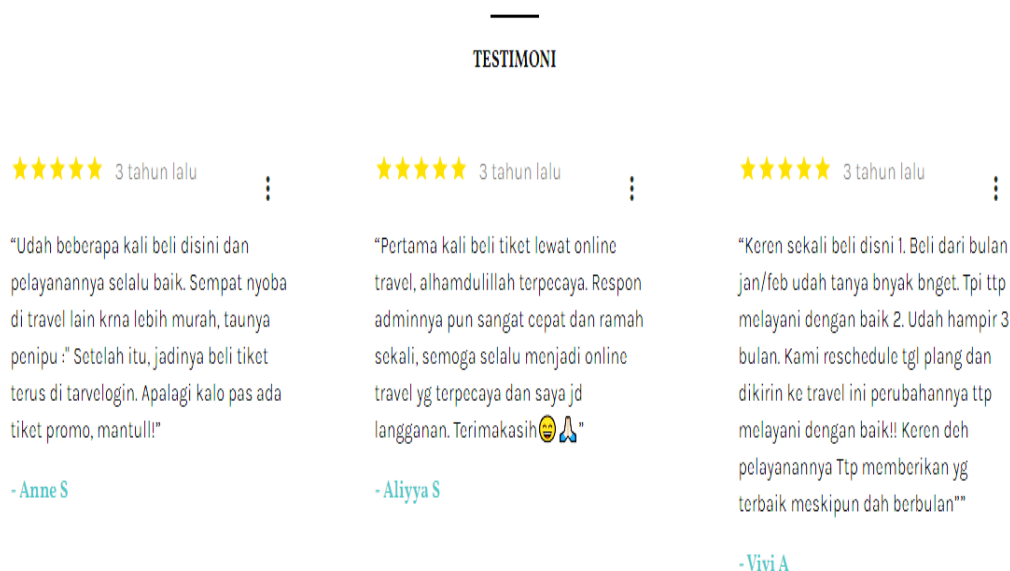 TESTIMONI
3 tahun lalu
“Udah beberapa kali beli disini dan
pelayanannya selalu baik. Sempat nyoba
di travel lain krna lebih murah, taunya
penipu :" Setelah itu, jadinya beli tiket
terus di tarvelogin. Apalagi kalo pas ada
tiket promo, mantull!”
- Anne S
3 tahun lalu
“Pertama kali beli tiket lewat online
travel, alhamdulillah terpecaya. Respon
adminnya pun sangat cepat dan ramah
sekali, semoga selalu menjadi online
travel yg terpecaya dan saya jd
langganan. Terimakasih😄🙏🏻”
- Aliyya S
3 tahun lalu
“Keren sekali beli disni 1. Beli dari bulan
jan/feb udah tanya bnyak bnget. Tpi ttp
melayani dengan baik 2. Udah hampir 3
bulan. Kami reschedule tgl plang dan
dikirin ke travel ini perubahannya ttp
melayani dengan baik!! Keren deh
pelayanannya Ttp memberikan yg
terbaik meskipun dah berbulan””
- Vivi A